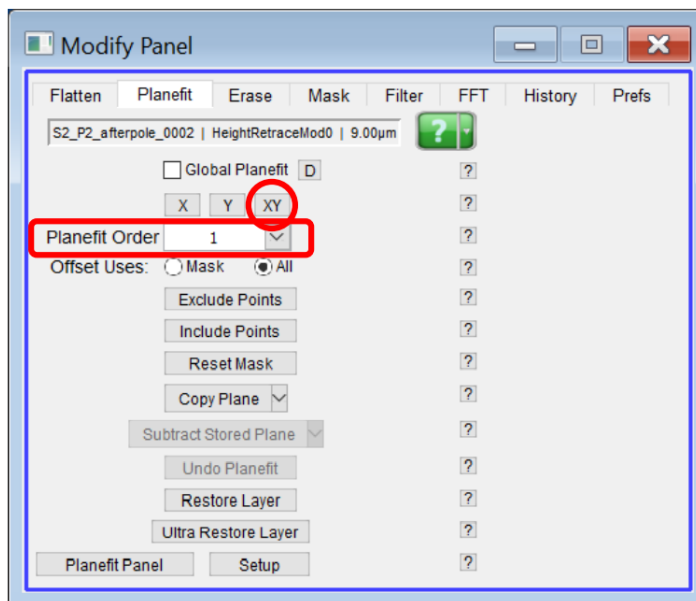 Modify Panel
Flatten Planefit Erase Mask Filter FFT History Prefs
S2_P2_afterpole_0002 | HeightRetraceMod0 | 9.00µm ?
Global Planefit D ?
X Y XY ?
Planefit Order 1 ?
Offset Uses: Mask All ?
Exclude Points ?
Include Points ?
Reset Mask ?
Copy Plane ?
Subtract Stored Plane ?
Undo Planefit ?
Restore Layer ?
Ultra Restore Layer ?
Planefit Panel Setup ?